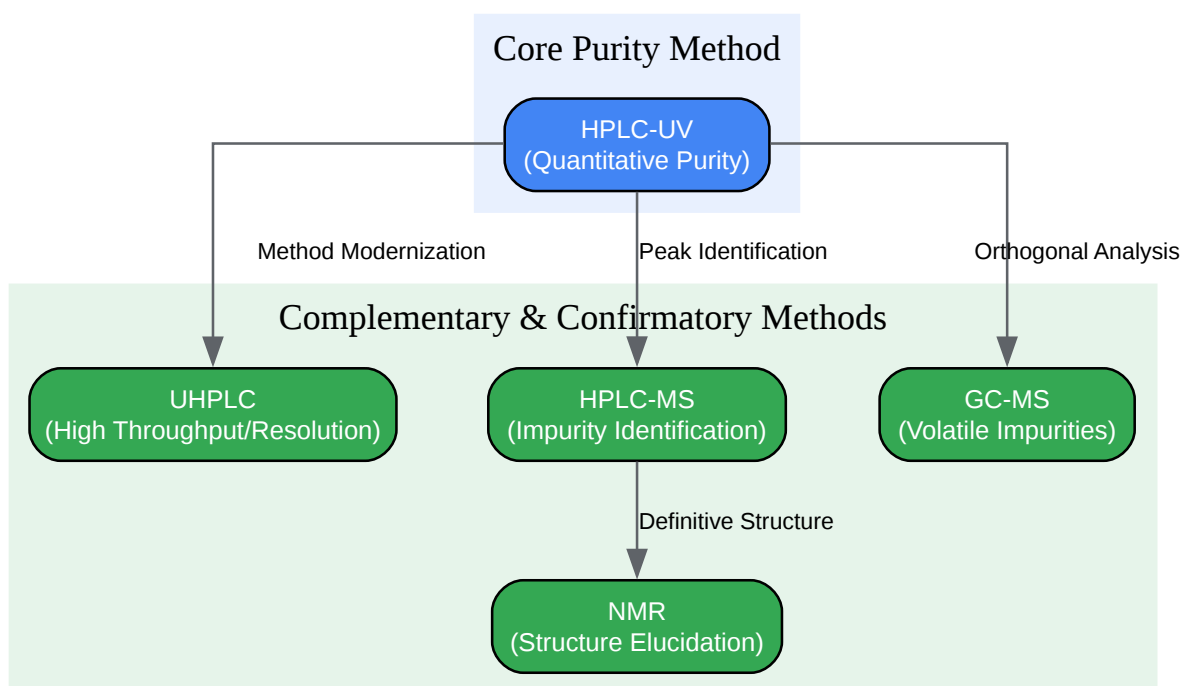 Core Purity Method
HPLC-UV
(Quantitative Purity)
Method Modernization
Peak Identification
Orthogonal Analysis
Complementary & Confirmatory Methods
UHPLC
(High Throughput/Resolution)
HPLC-MS
(Impurity Identification)
GC-MS
(Volatile Impurities)
Definitive Structure
NMR
(Structure Elucidation)